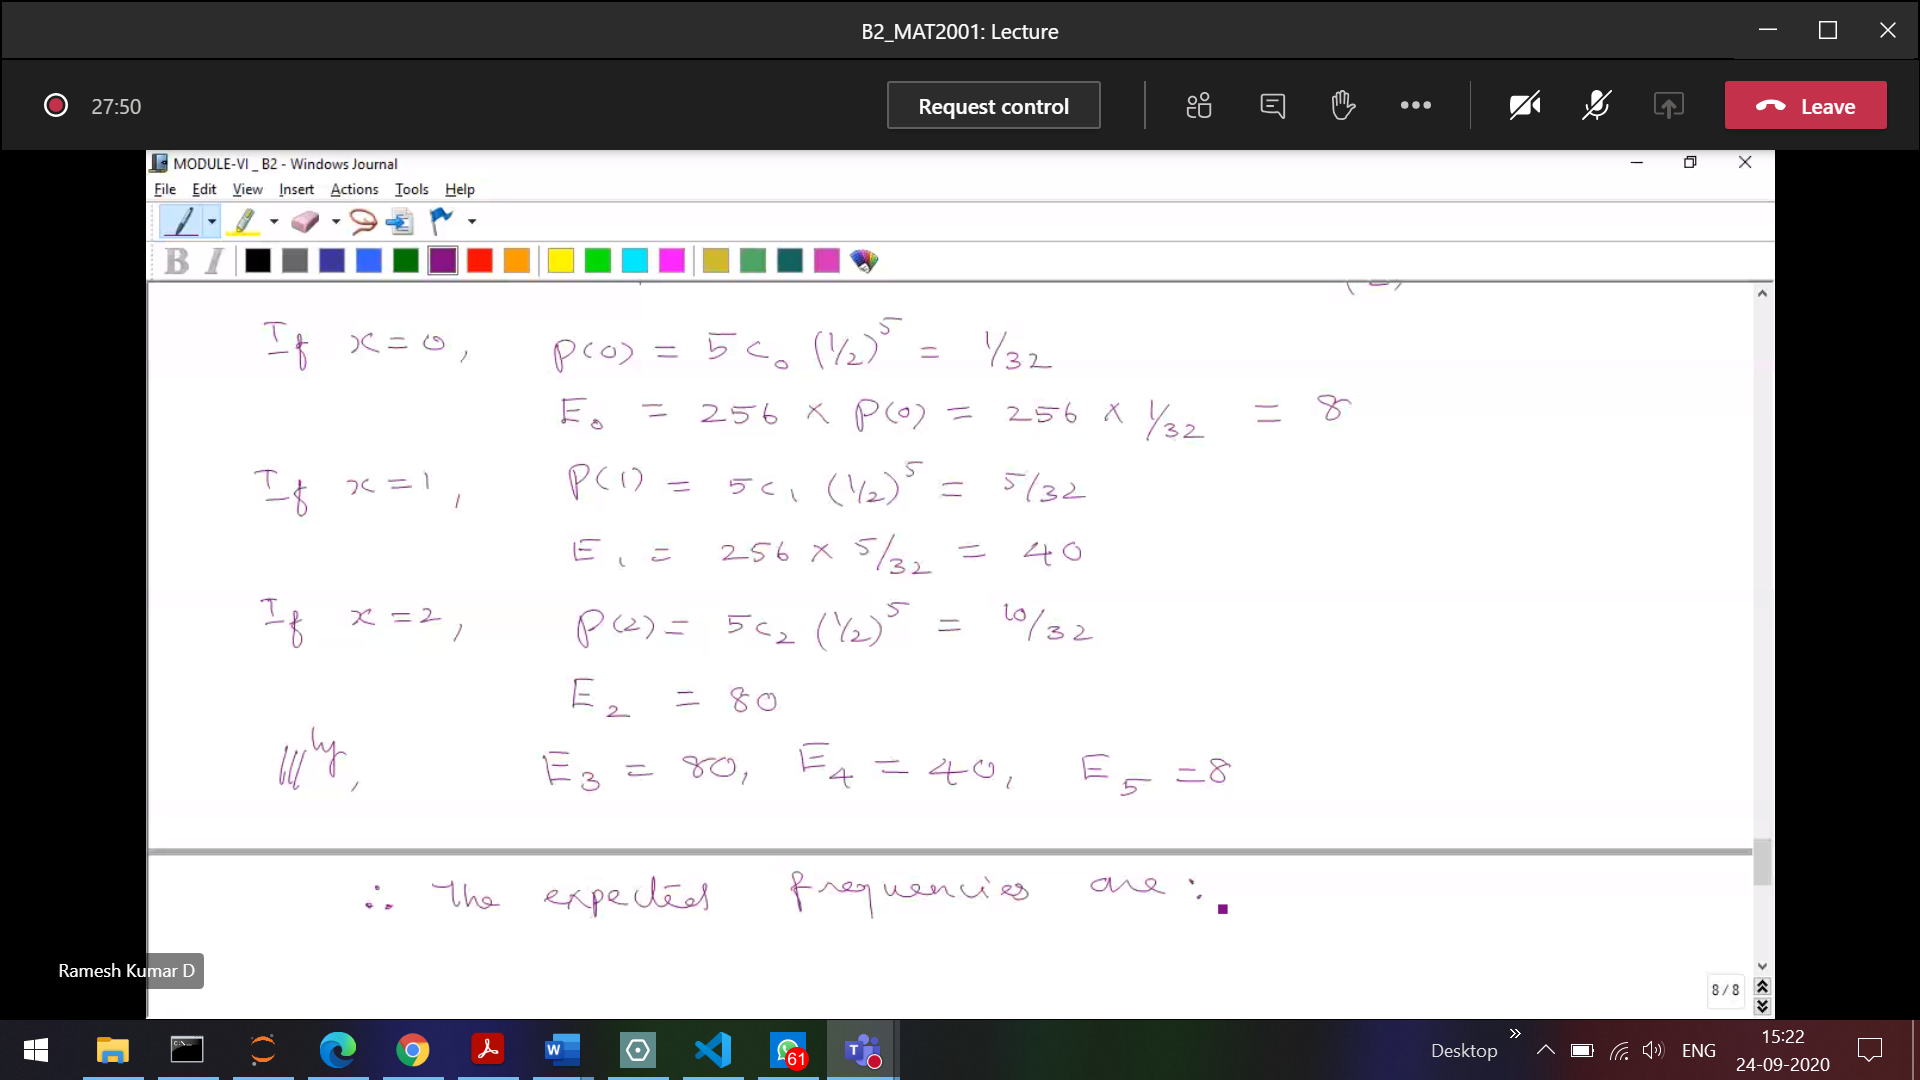 B2_MAT2001: Lecture
27:50
Request control
Leave
MODULE-VI _ B2 - Windows Journal
File Edit View Insert Actions Tools Help
B I
If x = 0, P(0) = 5c₀ (1/2)⁵ = 1/32
E₀ = 256 × P(0) = 256 × 1/32 = 8
If x = 1, P(1) = 5c₁ (1/2)⁵ = 5/32
E₁ = 256 × 5/32 = 40
If x = 2, P(2) = 5c₂ (1/2)⁵ = 10/32
E₂ = 80
|||ly, E₃ = 80, E₄ = 40, E₅ = 8
∴ The expected frequencies are :
Ramesh Kumar D
8 / 8
61
Desktop
ENG
15:22
24-09-2020